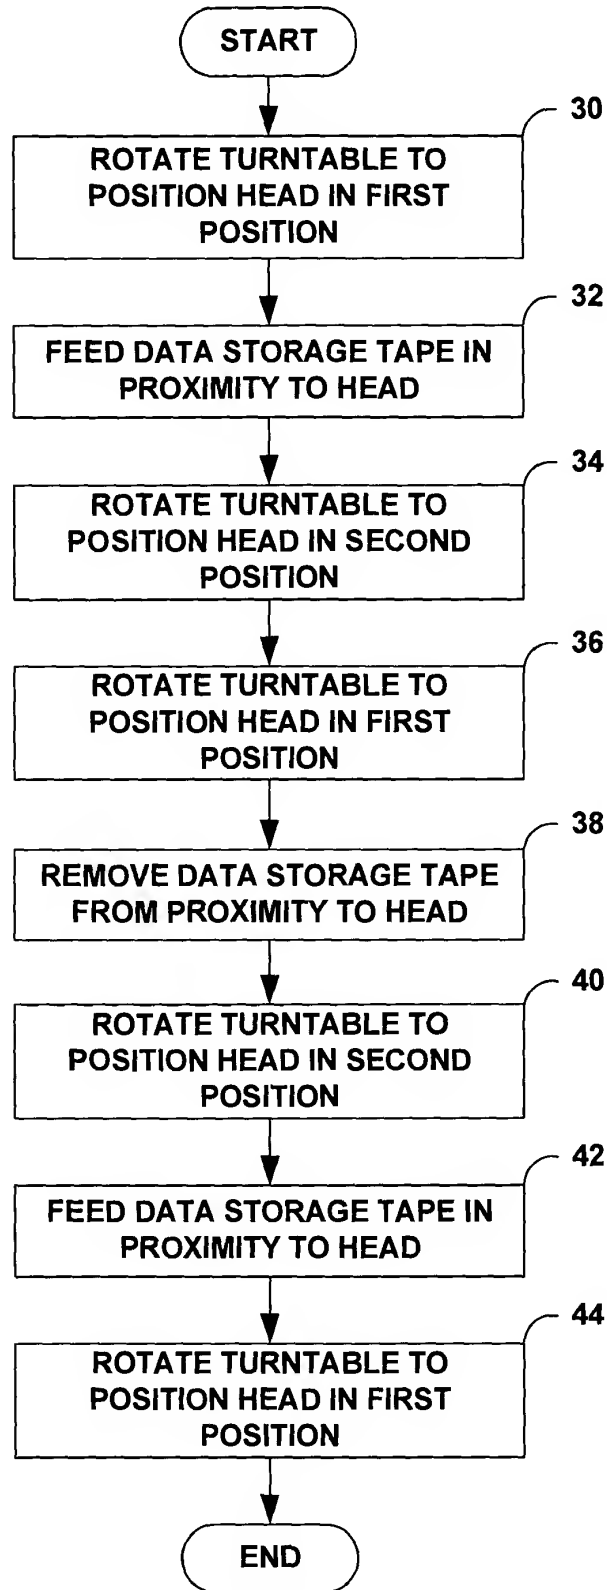 START
30
ROTATE TURNTABLE TO
POSITION HEAD IN FIRST
POSITION
32
FEED DATA STORAGE TAPE IN
PROXIMITY TO HEAD
34
ROTATE TURNTABLE TO
POSITION HEAD IN SECOND
POSITION
36
ROTATE TURNTABLE TO
POSITION HEAD IN FIRST
POSITION
38
REMOVE DATA STORAGE TAPE
FROM PROXIMITY TO HEAD
40
ROTATE TURNTABLE TO
POSITION HEAD IN SECOND
POSITION
42
FEED DATA STORAGE TAPE IN
PROXIMITY TO HEAD
44
ROTATE TURNTABLE TO
POSITION HEAD IN FIRST
POSITION
END